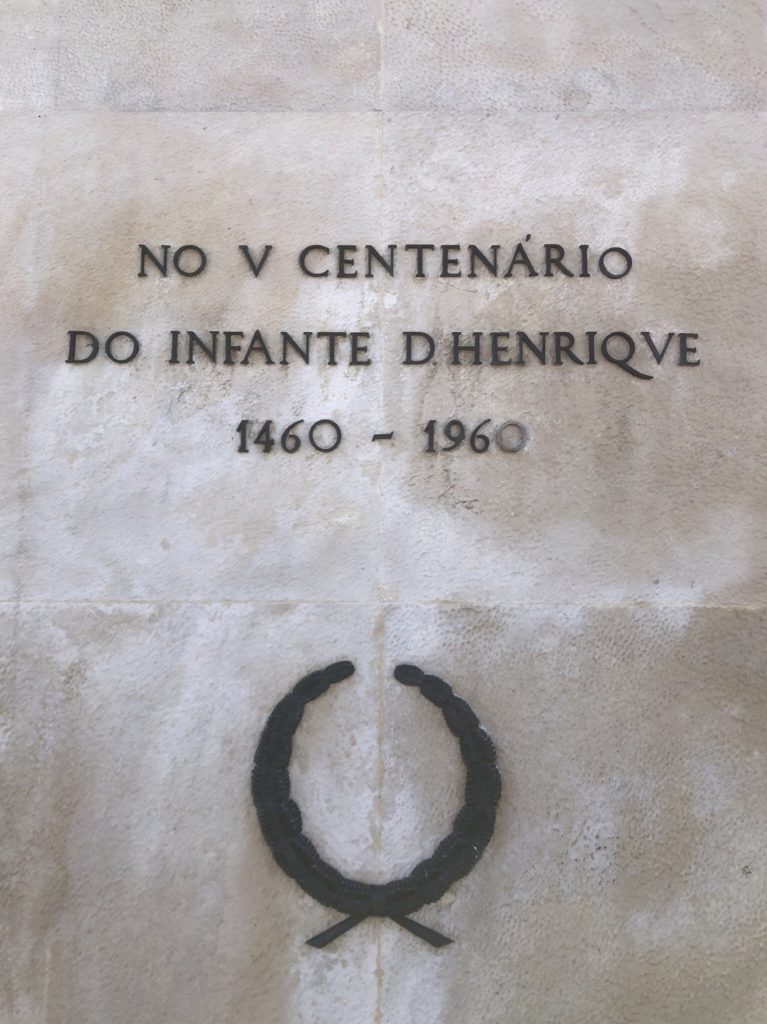 NO V CENTENÁRIO
DO INFANTE D.HENRIQVE
1460 - 1960